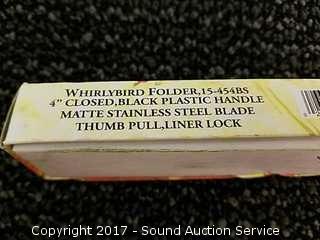 WHIRLYBIRD FOLDER,15-454BS
4" CLOSED,BLACK PLASTIC HANDLE
MATTE STAINLESS STEEL BLADE
THUMB PULL,LINER LOCK
Copyright 2017 - Sound Auction Service